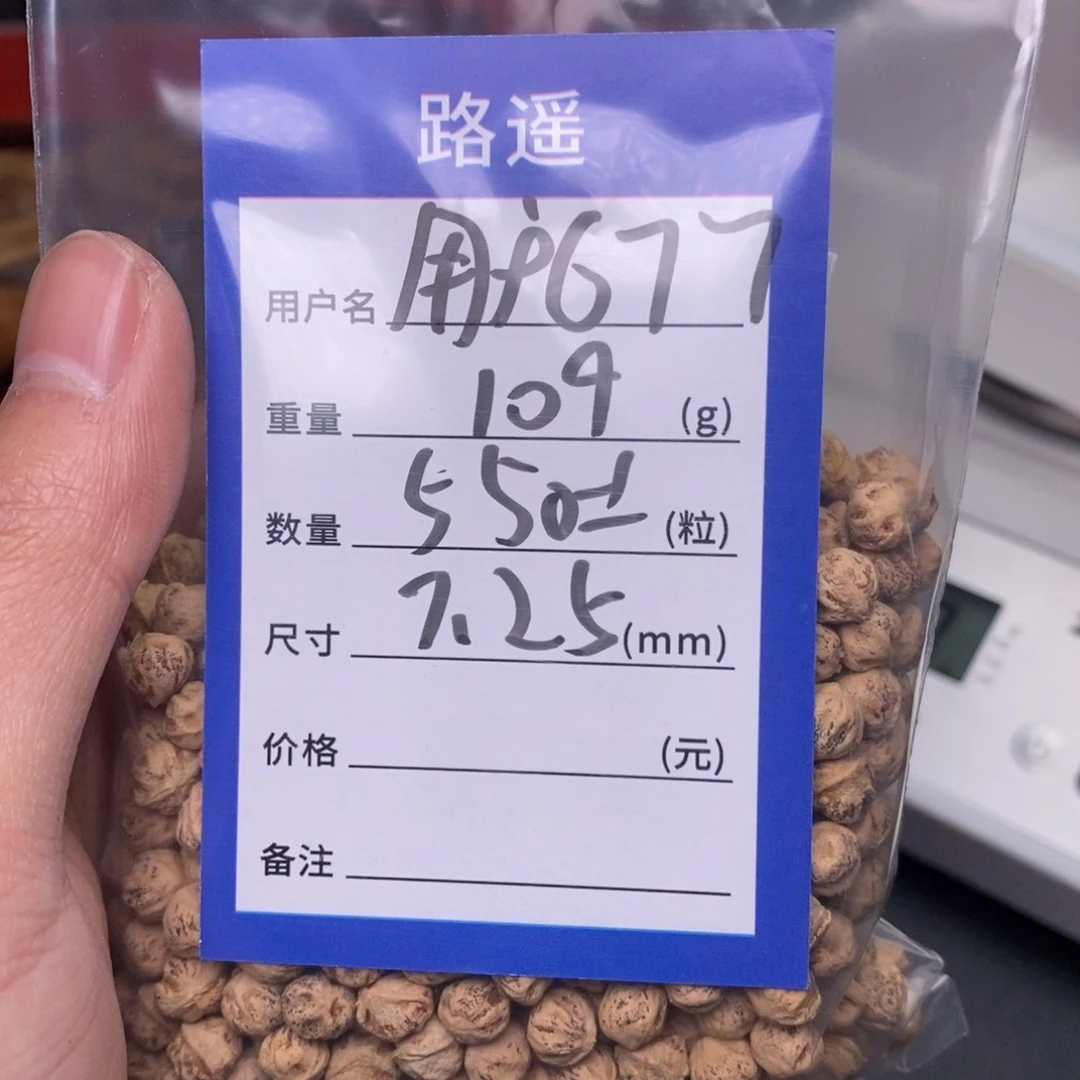 路遥
用户名 用户677
重量 109 (g)
数量 550 (粒)
尺寸 7.25 (mm)
价格 (元)
备注